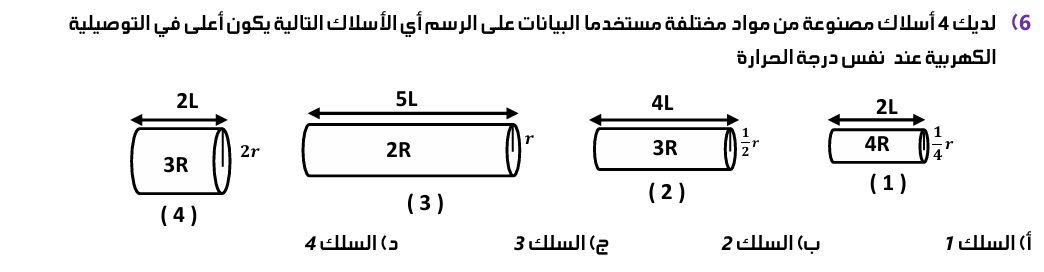 6) لديك 4 أسلاك مصنوعة من مواد مختلفة مستخدما البيانات على الرسم أي الأسلاك التالية يكون أعلى في التوصيلية
الكهربية عند نفس درجة الحرارة
2L 4L 5L 2L
4R 1/4 r 3R 1/2 r 2R r 3R 2r
( 1 ) ( 2 ) ( 3 ) ( 4 )
أ) السلك 1 ب) السلك 2 ج) السلك 3 د) السلك 4